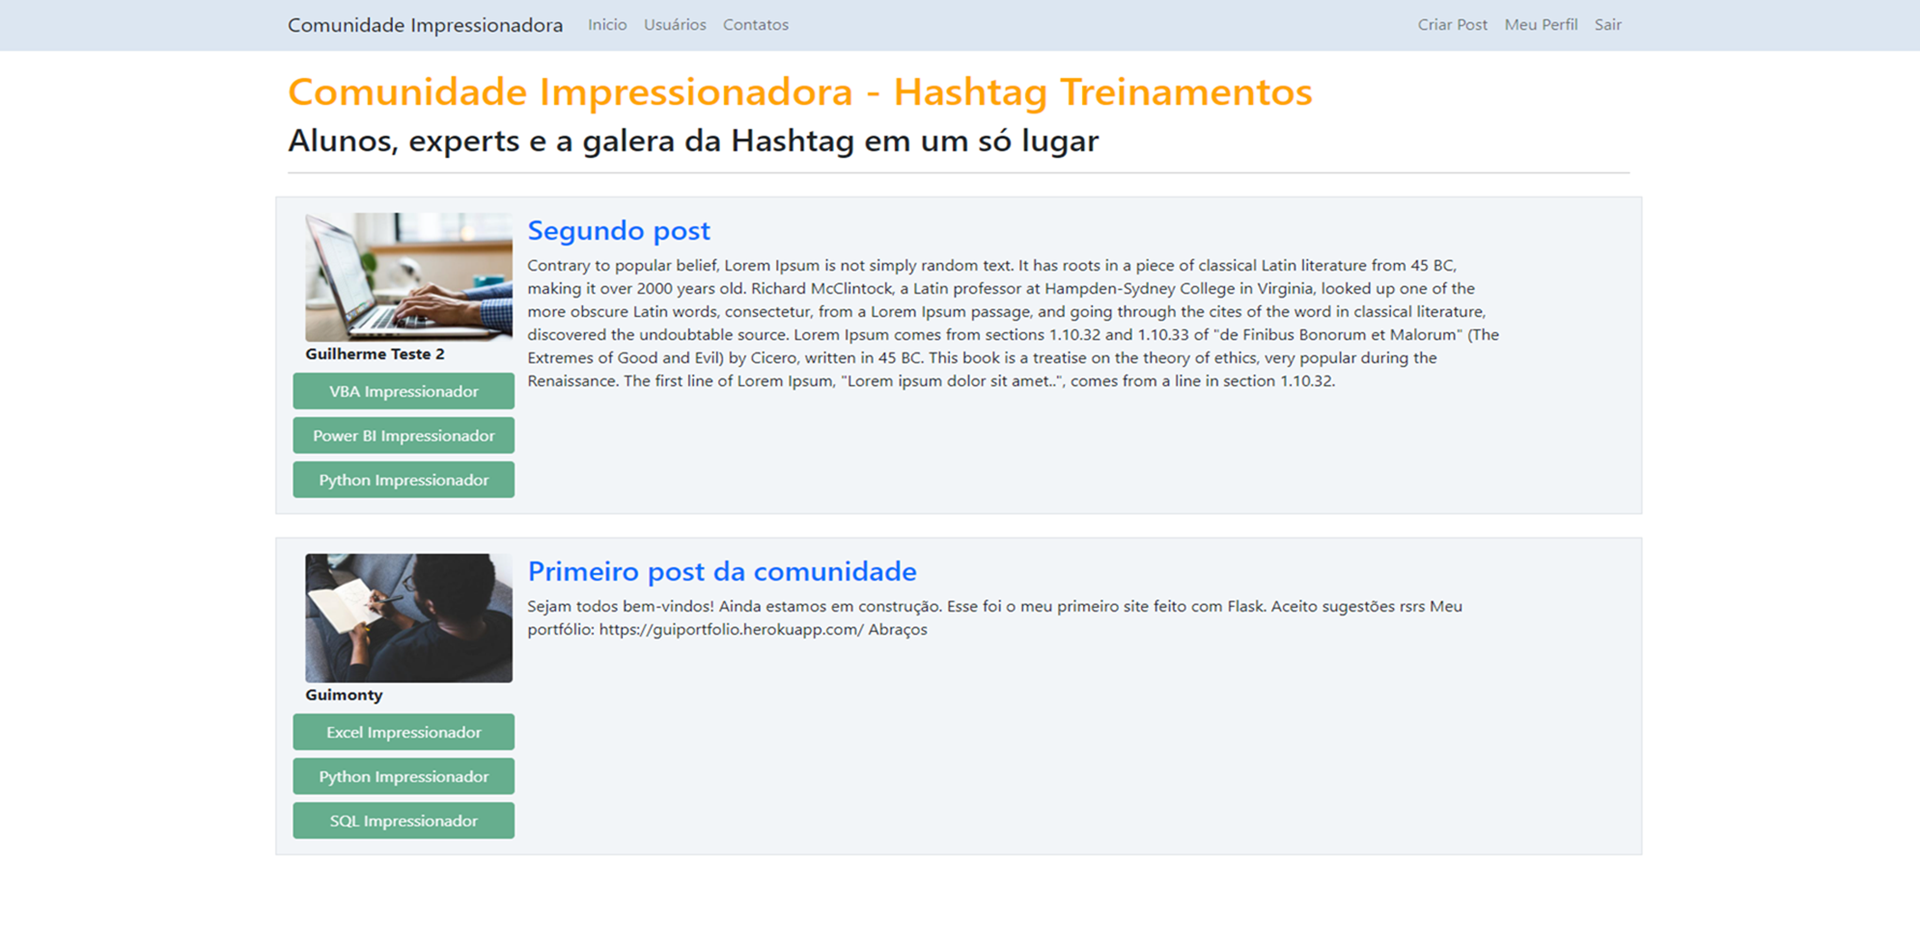 Comunidade Impressionadora Inicio Usuários Contatos Criar Post Meu Perfil Sair
Comunidade Impressionadora - Hashtag Treinamentos
Alunos, experts e a galera da Hashtag em um só lugar
Segundo post
Contrary to popular belief, Lorem Ipsum is not simply random text. It has roots in a piece of classical Latin literature from 45 BC,
making it over 2000 years old. Richard McClintock, a Latin professor at Hampden-Sydney College in Virginia, looked up one of the
more obscure Latin words, consectetur, from a Lorem Ipsum passage, and going through the cites of the word in classical literature,
discovered the undoubtable source. Lorem Ipsum comes from sections 1.10.32 and 1.10.33 of "de Finibus Bonorum et Malorum" (The
Extremes of Good and Evil) by Cicero, written in 45 BC. This book is a treatise on the theory of ethics, very popular during the
Renaissance. The first line of Lorem Ipsum, "Lorem ipsum dolor sit amet..", comes from a line in section 1.10.32.
Guilherme Teste 2
VBA Impressionador
Power BI Impressionador
Python Impressionador
Primeiro post da comunidade
Sejam todos bem-vindos! Ainda estamos em construção. Esse foi o meu primeiro site feito com Flask. Aceito sugestões rsrs Meu
portfólio: https://guiportfolio.herokuapp.com/ Abraços
Guimonty
Excel Impressionador
Python Impressionador
SQL Impressionador